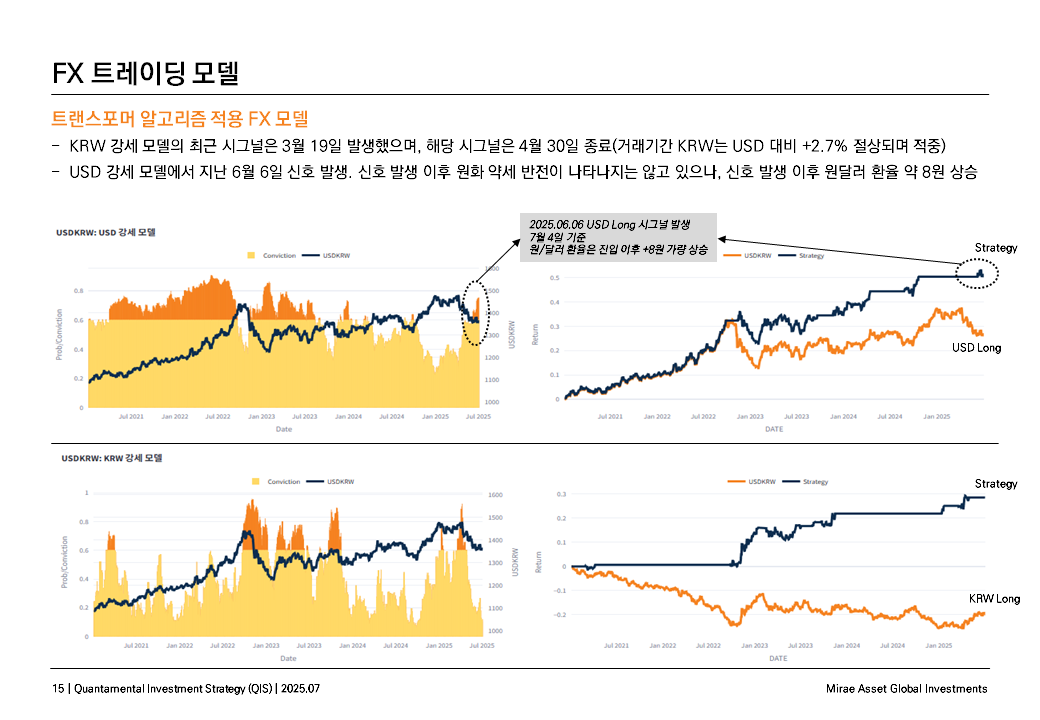 FX 트레이딩 모델
트랜스포머 알고리즘 적용 FX 모델
– KRW 강세 모델의 최근 시그널은 3월 19일 발생했으며, 해당 시그널은 4월 30일 종료(거래기간 KRW는 USD 대비 +2.7% 절상되며 적중)
– USD 강세 모델에서 지난 6월 6일 신호 발생. 신호 발생 이후 원화 약세 반전이 나타나지는 않고 있으나, 신호 발생 이후 원달러 환율 약 8원 상승
2025.06.06 USD Long 시그널 발생
7월 4일 기준
원/달러 환율은 진입 이후 +8원 가량 상승
USDKRW: USD 강세 모델
Conviction USDKRW
Prob/Conviction
0.8
0.6
0.4
0.2
0
1600
1500
1400
1300
1200
1100
1000
USDKRW
Jul 2021 Jan 2022 Jul 2022 Jan 2023 Jul 2023 Jan 2024 Jul 2024 Jan 2025 Jul 2025
Date
USDKRW Strategy
Strategy
USD Long
Return
0.5
0.4
0.3
0.2
0.1
0
Jul 2021 Jan 2022 Jul 2022 Jan 2023 Jul 2023 Jan 2024 Jul 2024 Jan 2025
DATE
USDKRW: KRW 강세 모델
Conviction USDKRW
Prob/Conviction
1
0.8
0.6
0.4
0.2
0
1600
1500
1400
1300
1200
1100
1000
USDKRW
Jul 2021 Jan 2022 Jul 2022 Jan 2023 Jul 2023 Jan 2024 Jul 2024 Jan 2025 Jul 2025
Date
USDKRW Strategy
Strategy
KRW Long
Return
0.3
0.2
0.1
0
−0.1
−0.2
Jul 2021 Jan 2022 Jul 2022 Jan 2023 Jul 2023 Jan 2024 Jul 2024 Jan 2025
DATE
15 | Quantamental Investment Strategy (QIS) | 2025.07
Mirae Asset Global Investments